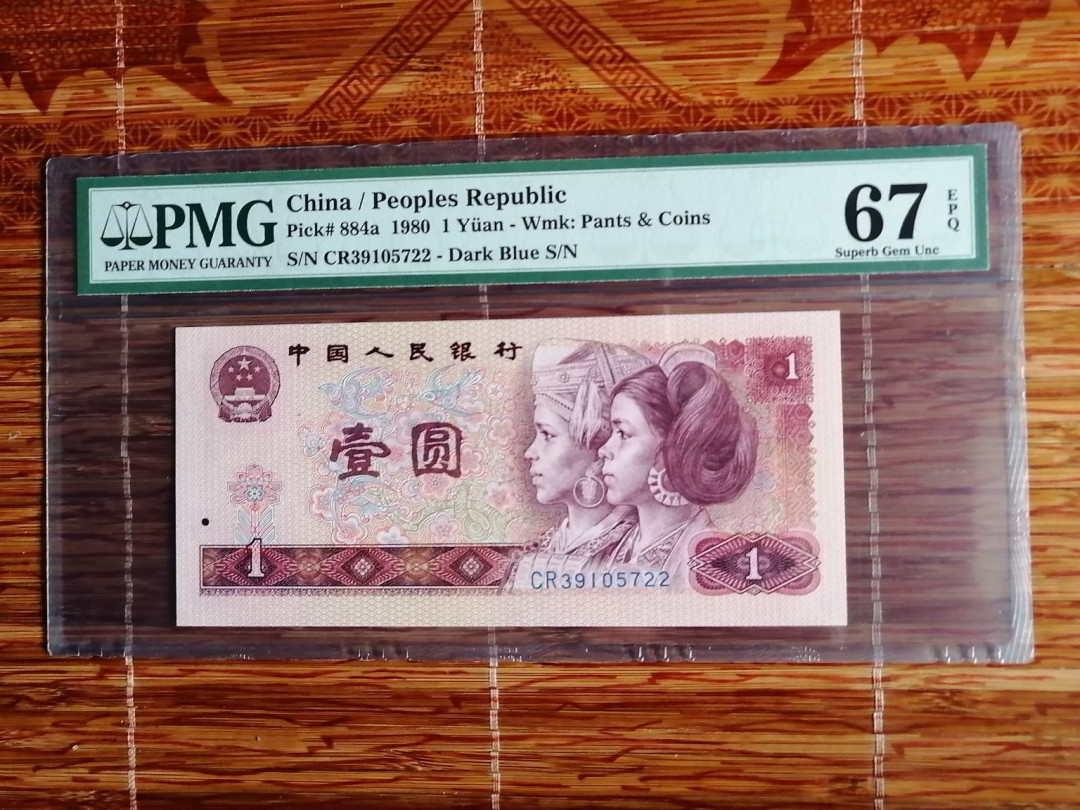 PMG
PAPER MONEY GUARANTY
China / Peoples Republic
Pick# 884a 1980 1 Yüan - Wmk: Pants & Coins
S/N CR39105722 - Dark Blue S/N
67
EPQ
Superb Gem Unc
中国人民银行
1
壹圆
1
CR39105722
1